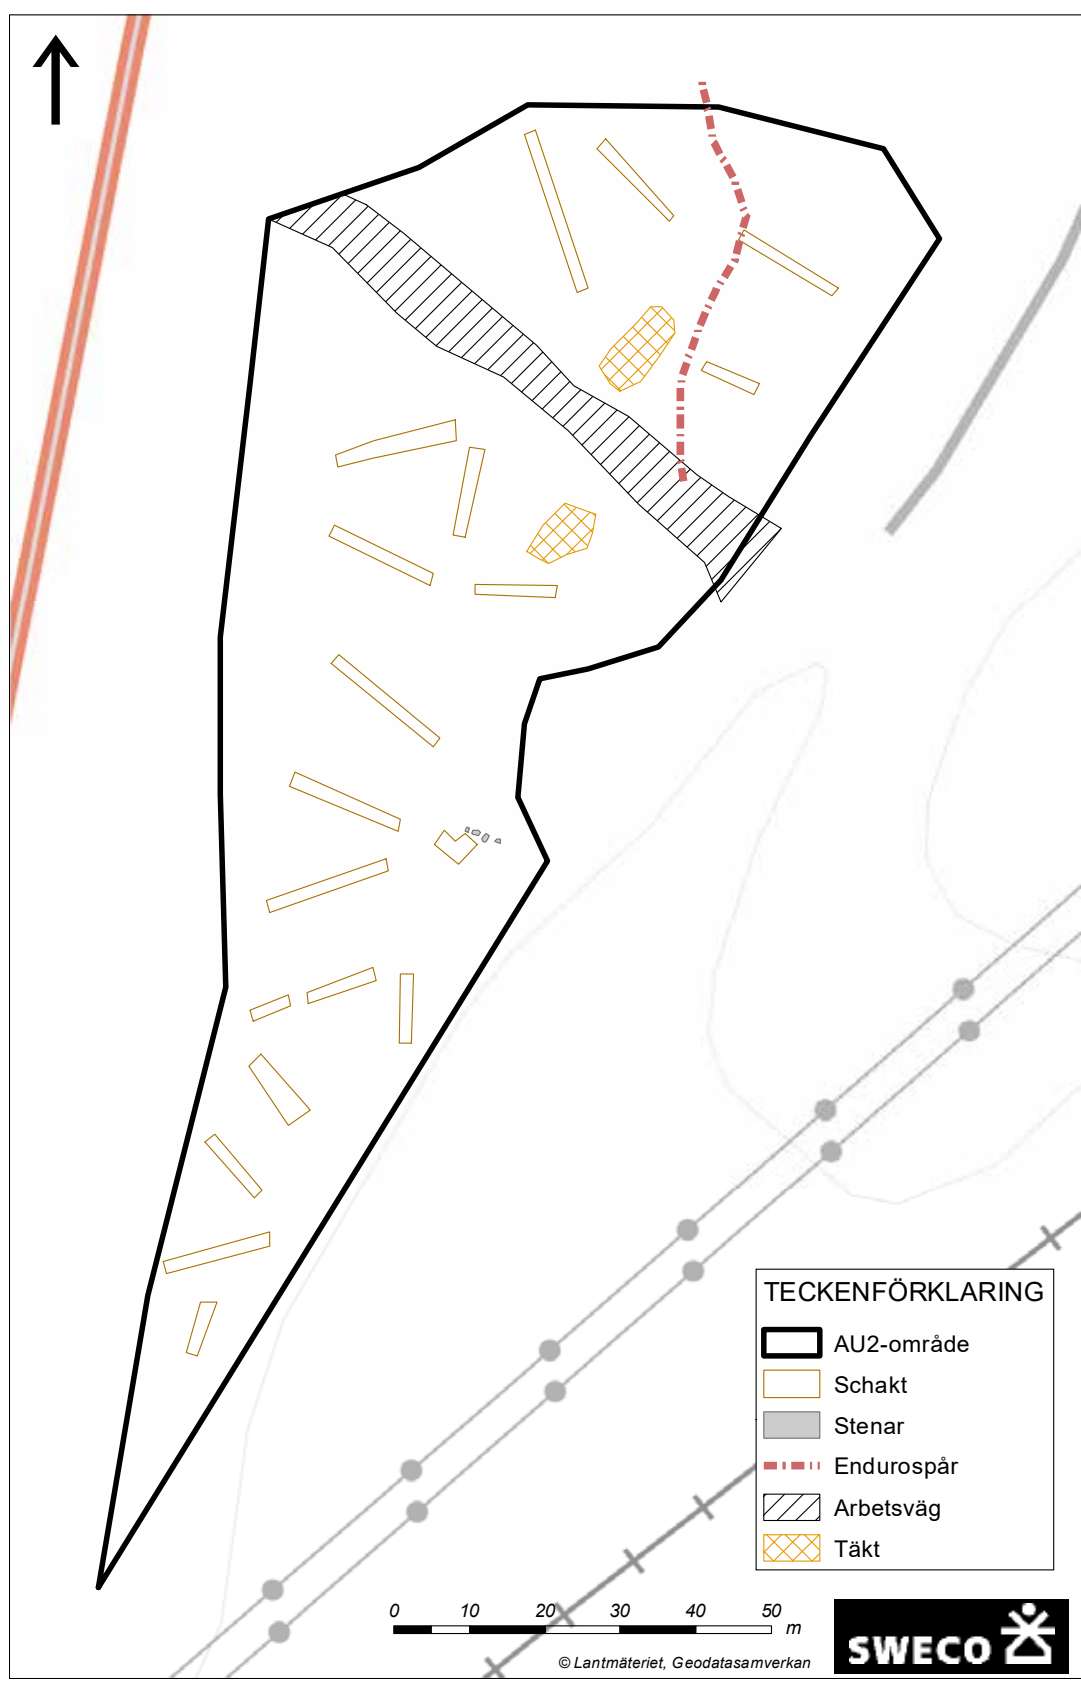 TECKENFÖRKLARING
AU2-område
Schakt
Stenar
Endurospår
Arbetsväg
Täkt
0 10 20 30 40 50
m
© Lantmäteriet, Geodatasamverkan
SWECO